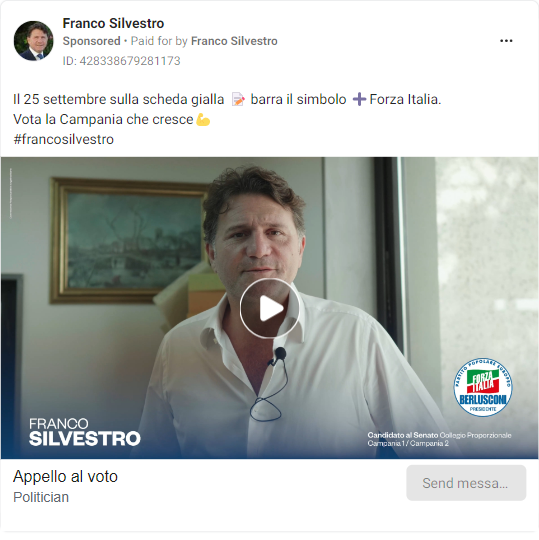 Franco Silvestro
Sponsored • Paid for by Franco Silvestro
ID: 428338679281173
Il 25 settembre sulla scheda gialla 📝 barra il simbolo ➕ Forza Italia.
Vota la Campania che cresce💪
#francosilvestro
PARTITO POPOLARE EUROPEO
FORZA
ITALIA
BERLUSCONI
PRESIDENTE
FRANCO
SILVESTRO
Candidato al Senato Collegio Proporzionale
Campania 1 / Campania 2
Appello al voto
Politician
Send messa...